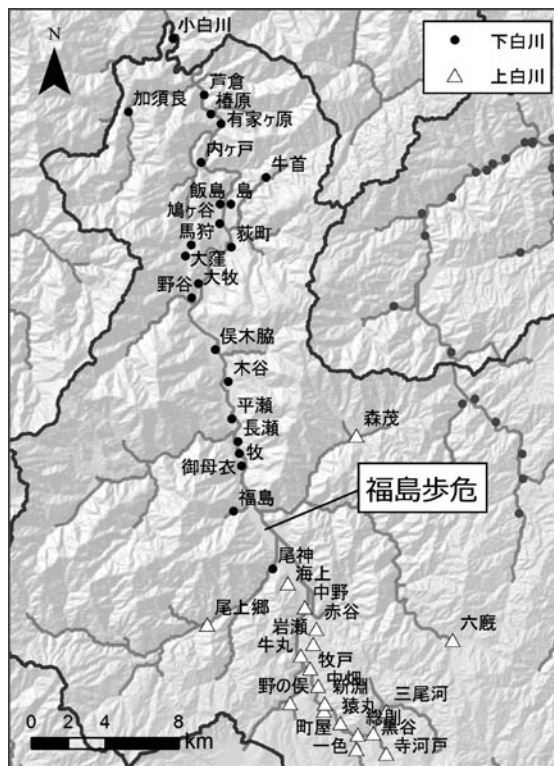 N
小白川
下白川
上白川
芦倉
加須良
椿原
有家ヶ原
内ヶ戸
牛首
飯島
島
鳩ヶ谷
馬狩
荻町
大窪
大牧
野谷
俣木脇
木谷
平瀬
森茂
長瀬
牧
御母衣
福島歩危
福島
尾神
海上
中野
尾上郷
赤谷
岩瀬
六厩
牛丸
牧戸
中畑
野の俣
新淵
三尾河
猿丸
町屋
総則
黒谷
一色
寺河戸
0 2 4 8
km